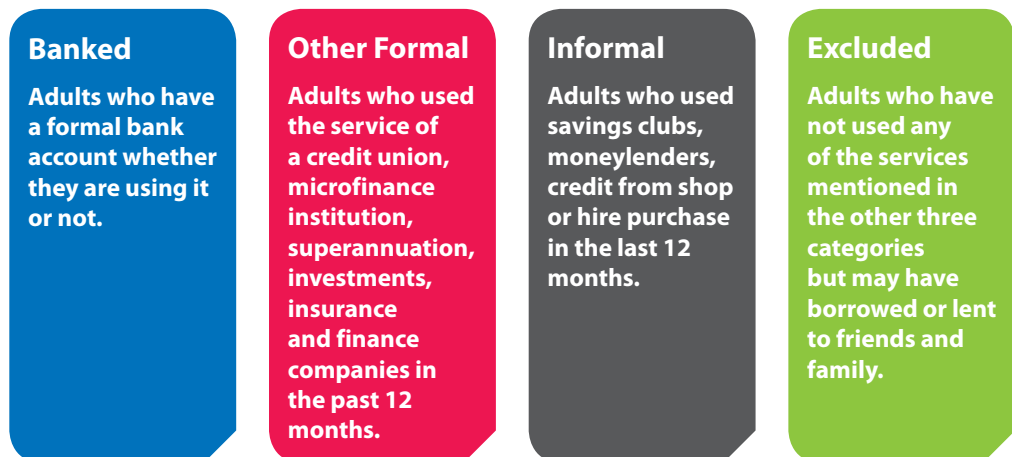 Banked
Adults who have
a formal bank
account whether
they are using it
or not.
Other Formal
Adults who used
the service of
a credit union,
microfinance
institution,
superannuation,
investments,
insurance
and finance
companies in
the past 12
months.
Informal
Adults who used
savings clubs,
moneylenders,
credit from shop
or hire purchase
in the last 12
months.
Excluded
Adults who have
not used any
of the services
mentioned in
the other three
categories
but may have
borrowed or lent
to friends and
family.